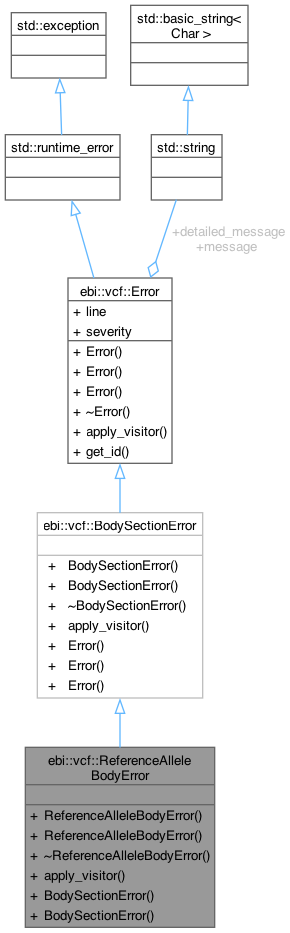 std::exception
std::basic_string<
Char >
std::runtime_error
std::string
+detailed_message
+message
ebi::vcf::Error
+ line
+ severity
+ Error()
+ Error()
+ Error()
+ ~Error()
+ apply_visitor()
+ get_id()
ebi::vcf::BodySectionError
+ BodySectionError()
+ BodySectionError()
+ ~BodySectionError()
+ apply_visitor()
+ Error()
+ Error()
+ Error()
ebi::vcf::ReferenceAllele
BodyError
+ ReferenceAlleleBodyError()
+ ReferenceAlleleBodyError()
+ ~ReferenceAlleleBodyError()
+ apply_visitor()
+ BodySectionError()
+ BodySectionError()